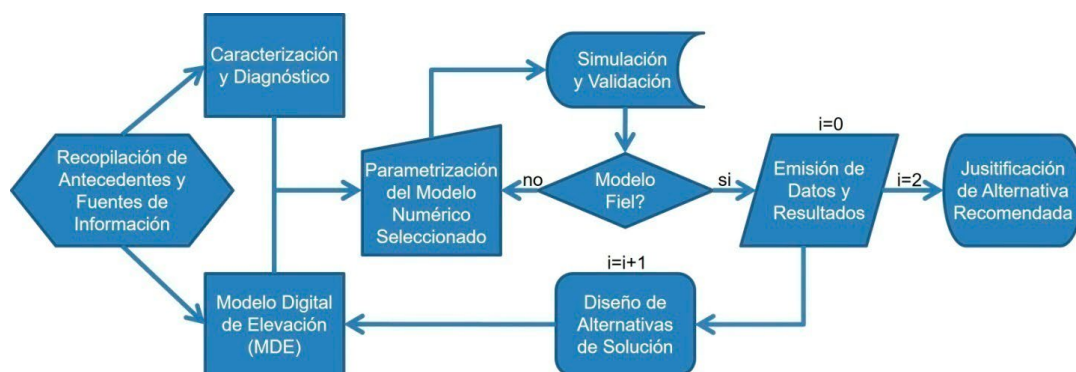 Caracterización
y Diagnóstico
Simulación
y Validación
Recopilación de
Antecedentes y
Fuentes de
Información
Parametrización
del Modelo
Numérico
Seleccionado
no
Modelo
Fiel?
si
i=0
Emisión de
Datos y
Resultados
i=2
Jusitificación
de Alternativa
Recomendada
Modelo Digital
de Elevación
(MDE)
i=i+1
Diseño de
Alternativas
de Solución